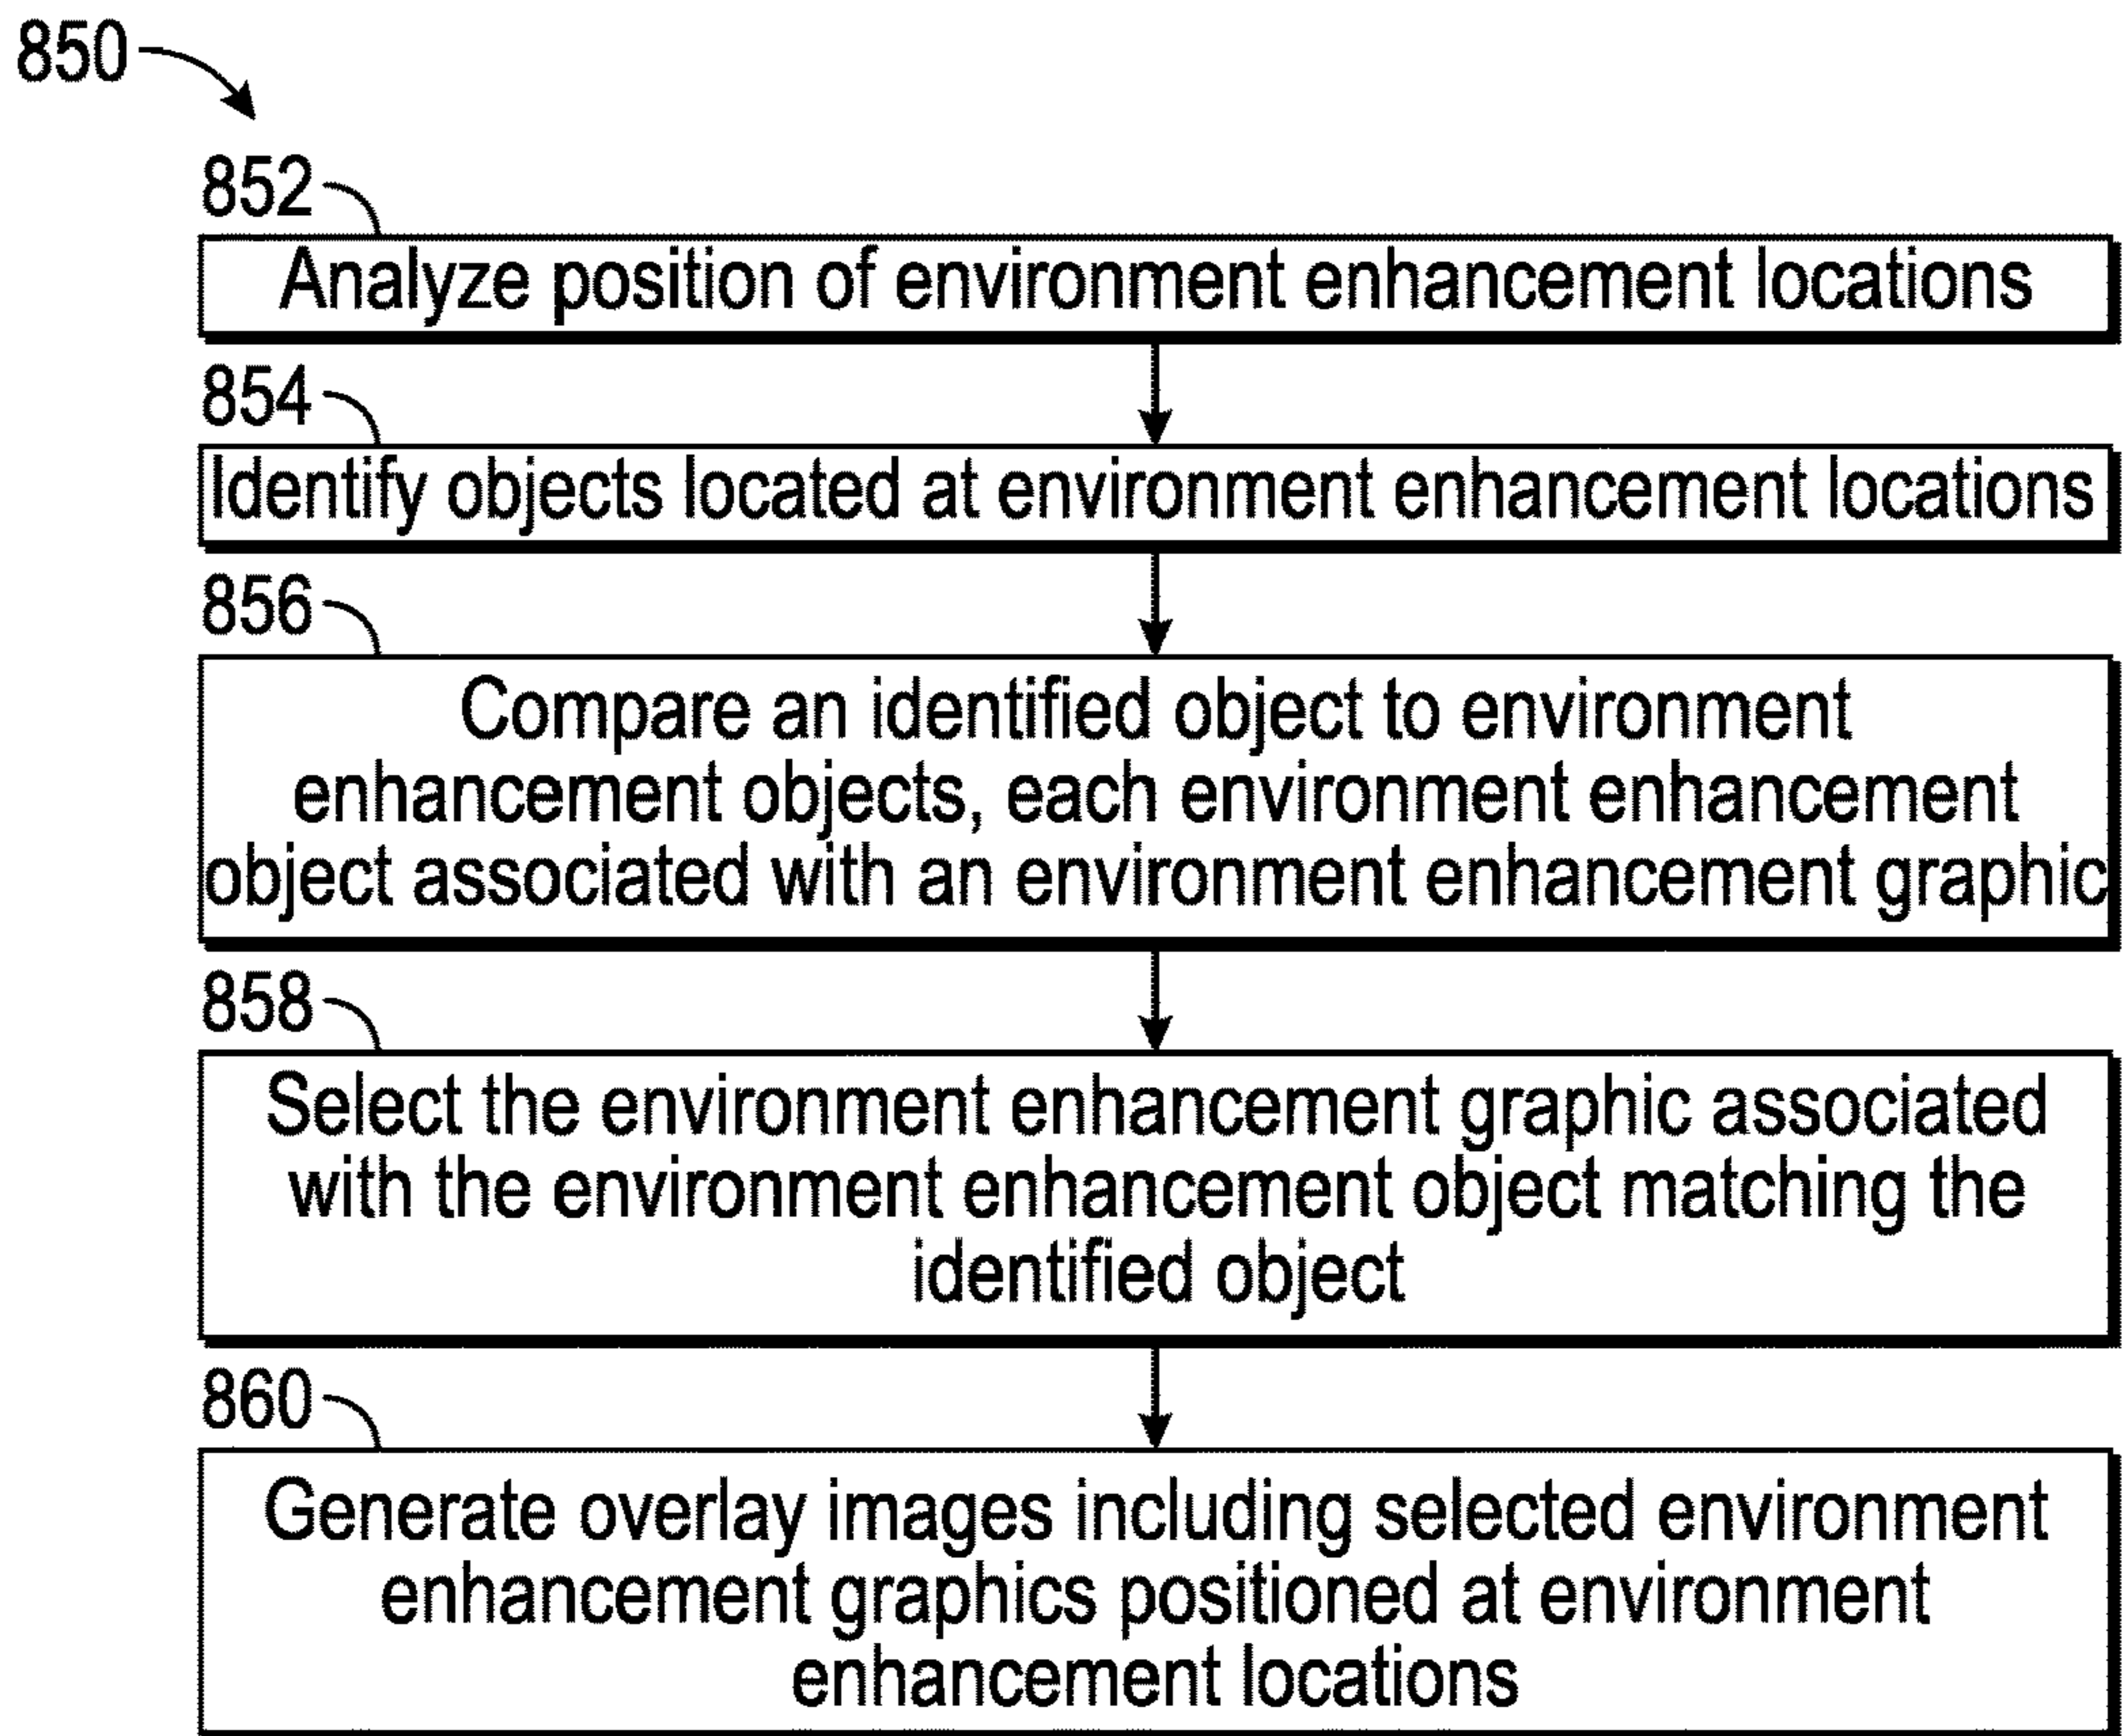 850
852
Analyze position of environment enhancement locations
854
Identify objects located at environment enhancement locations
856
Compare an identified object to environment
enhancement objects, each environment enhancement
object associated with an environment enhancement graphic
858
Select the environment enhancement graphic associated
with the environment enhancement object matching the
identified object
860
Generate overlay images including selected environment
enhancement graphics positioned at environment
enhancement locations